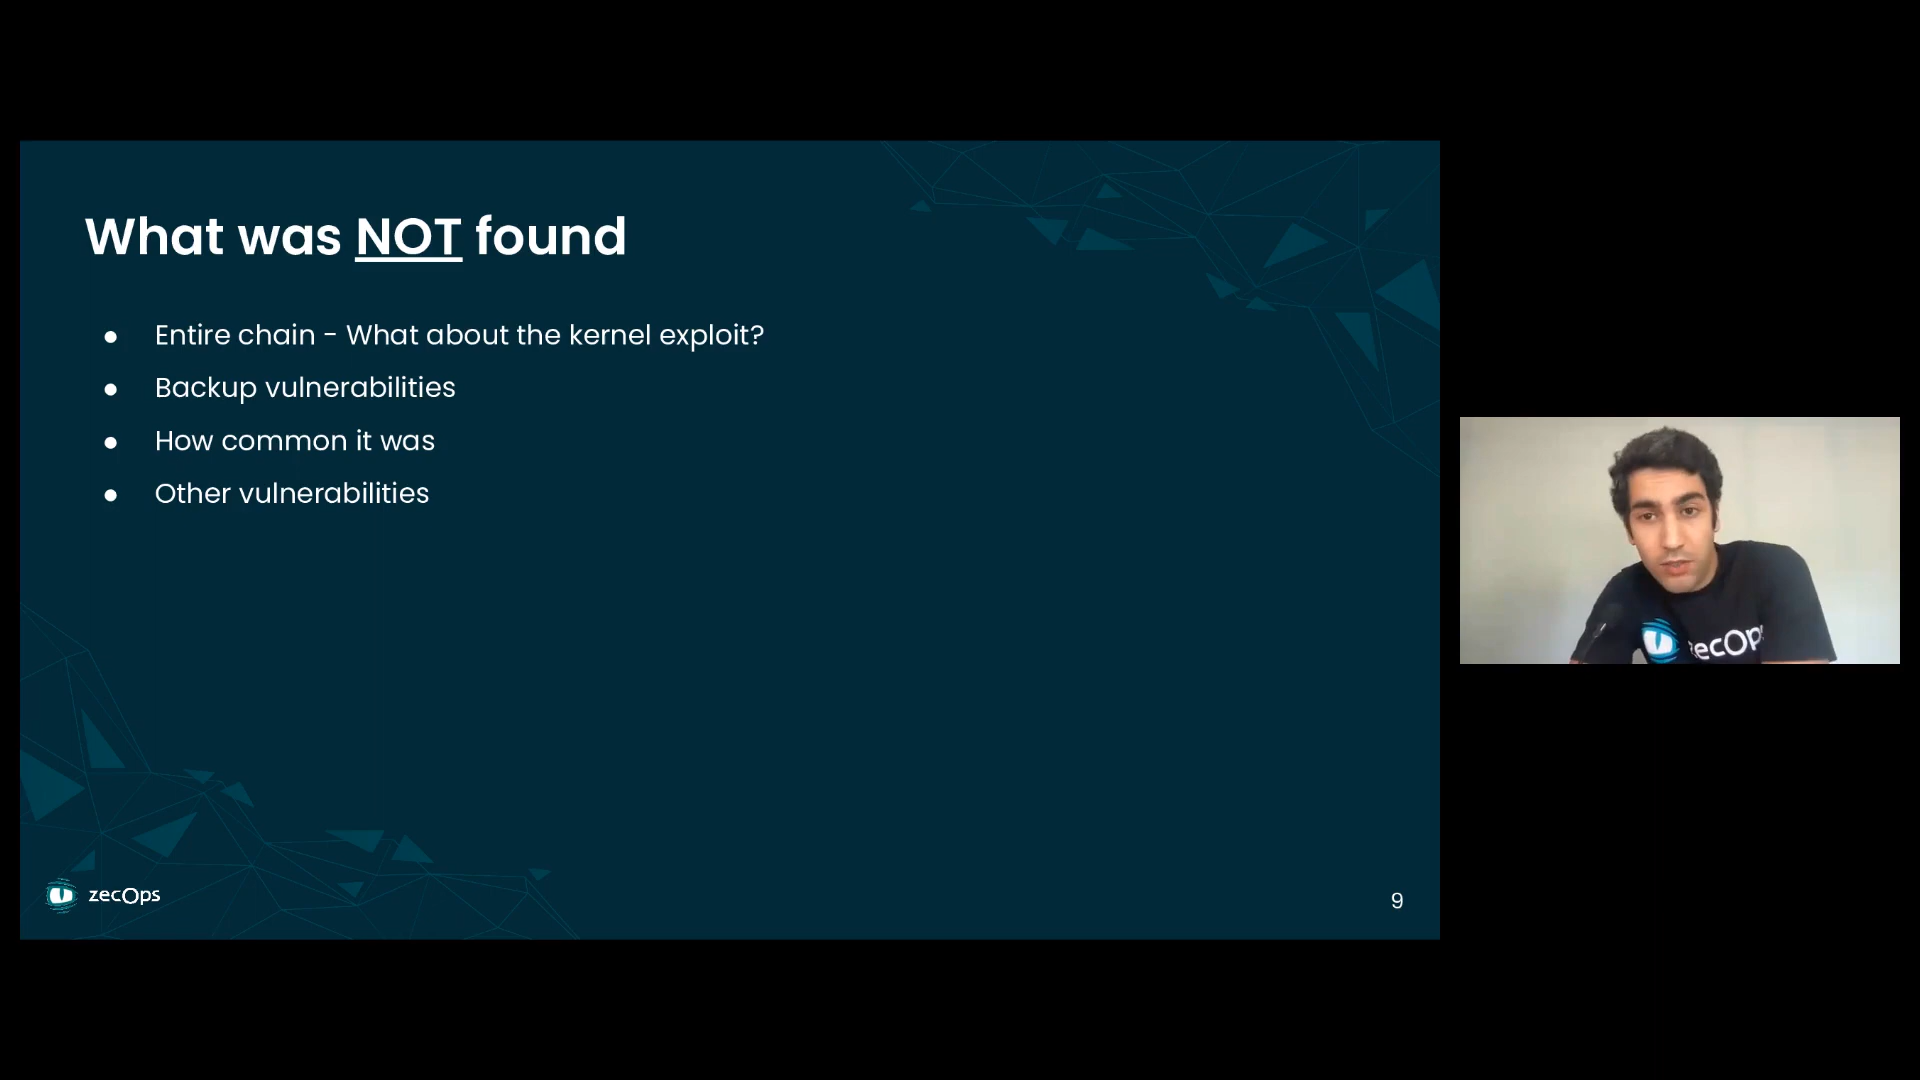 What was NOT found
● Entire chain - What about the kernel exploit?
● Backup vulnerabilities
● How common it was
● Other vulnerabilities
zecOps
9
zecOps